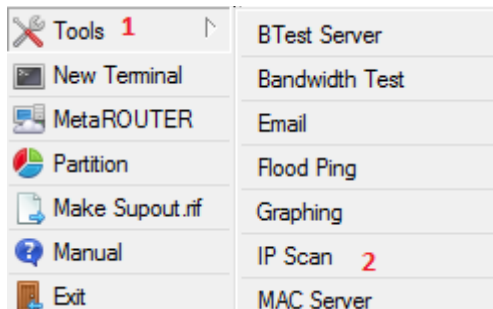 Tools 1
New Terminal
MetaROUTER
Partition
Make Supout.rif
Manual
Exit
BTest Server
Bandwidth Test
Email
Flood Ping
Graphing
IP Scan 2
MAC Server